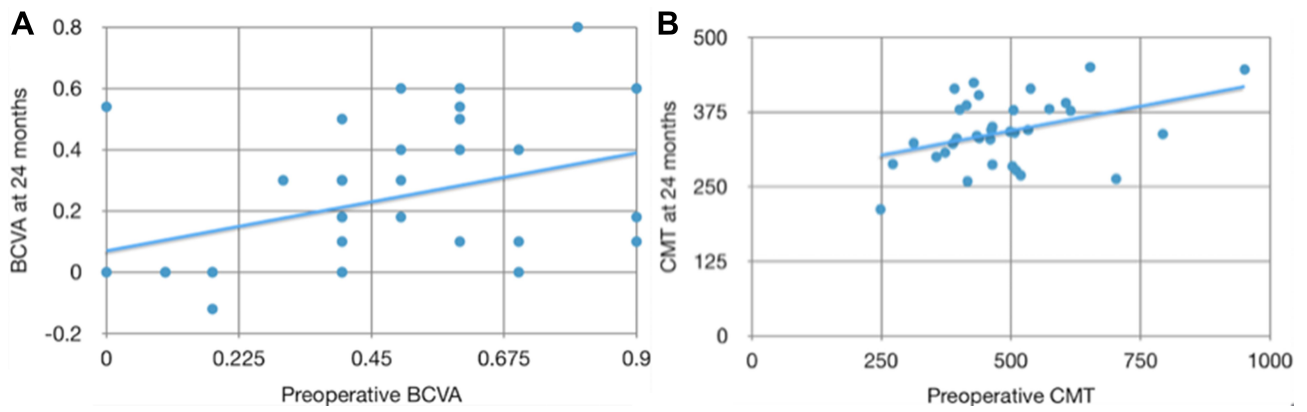 A
BCVA at 24 months
0.8
0.6
0.4
0.2
0
-0.2
0 0.225 0.45 0.675 0.9
Preoperative BCVA
B
CMT at 24 months
500
375
250
125
0
0 250 500 750 1000
Preoperative CMT